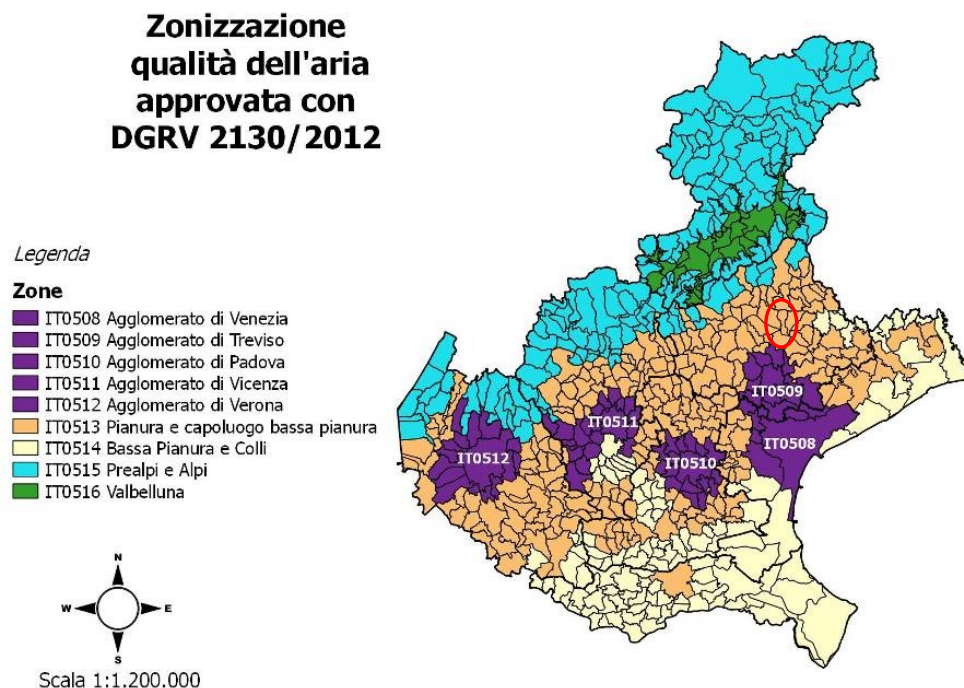 Zonizzazione
qualità dell'aria
approvata con
DGRV 2130/2012
Legenda
Zone
IT0508 Agglomerato di Venezia
IT0509 Agglomerato di Treviso
IT0510 Agglomerato di Padova
IT0511 Agglomerato di Vicenza
IT0512 Agglomerato di Verona
IT0513 Pianura e capoluogo bassa pianura
IT0514 Bassa Pianura e Colli
IT0515 Prealpi e Alpi
IT0516 Valbelluna
IT0509
IT0511
IT0508
IT0512
IT0510
N
W E
S
Scala 1:1.200.000